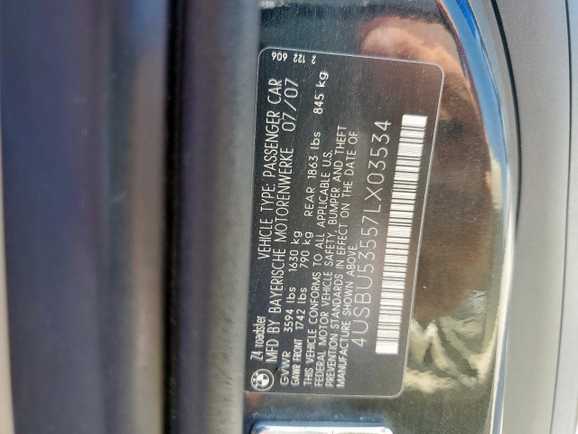 2 122 606
Z4 roadster
VEHICLE TYPE: PASSENGER CAR
MFD BY BAYERISCHE MOTORENWERKE 07/07
GVWR 3594 lbs 1630 kg
GAWR FRONT 1742 lbs 790 kg REAR 1863 lbs 845 kg
THIS VEHICLE CONFORMS TO ALL APPLICABLE U.S.
FEDERAL MOTOR VEHICLE SAFETY, BUMPER AND THEFT
PREVENTION STANDARDS IN EFFECT ON THE DATE OF
MANUFACTURE SHOWN ABOVE.
4USBU53557LX03534